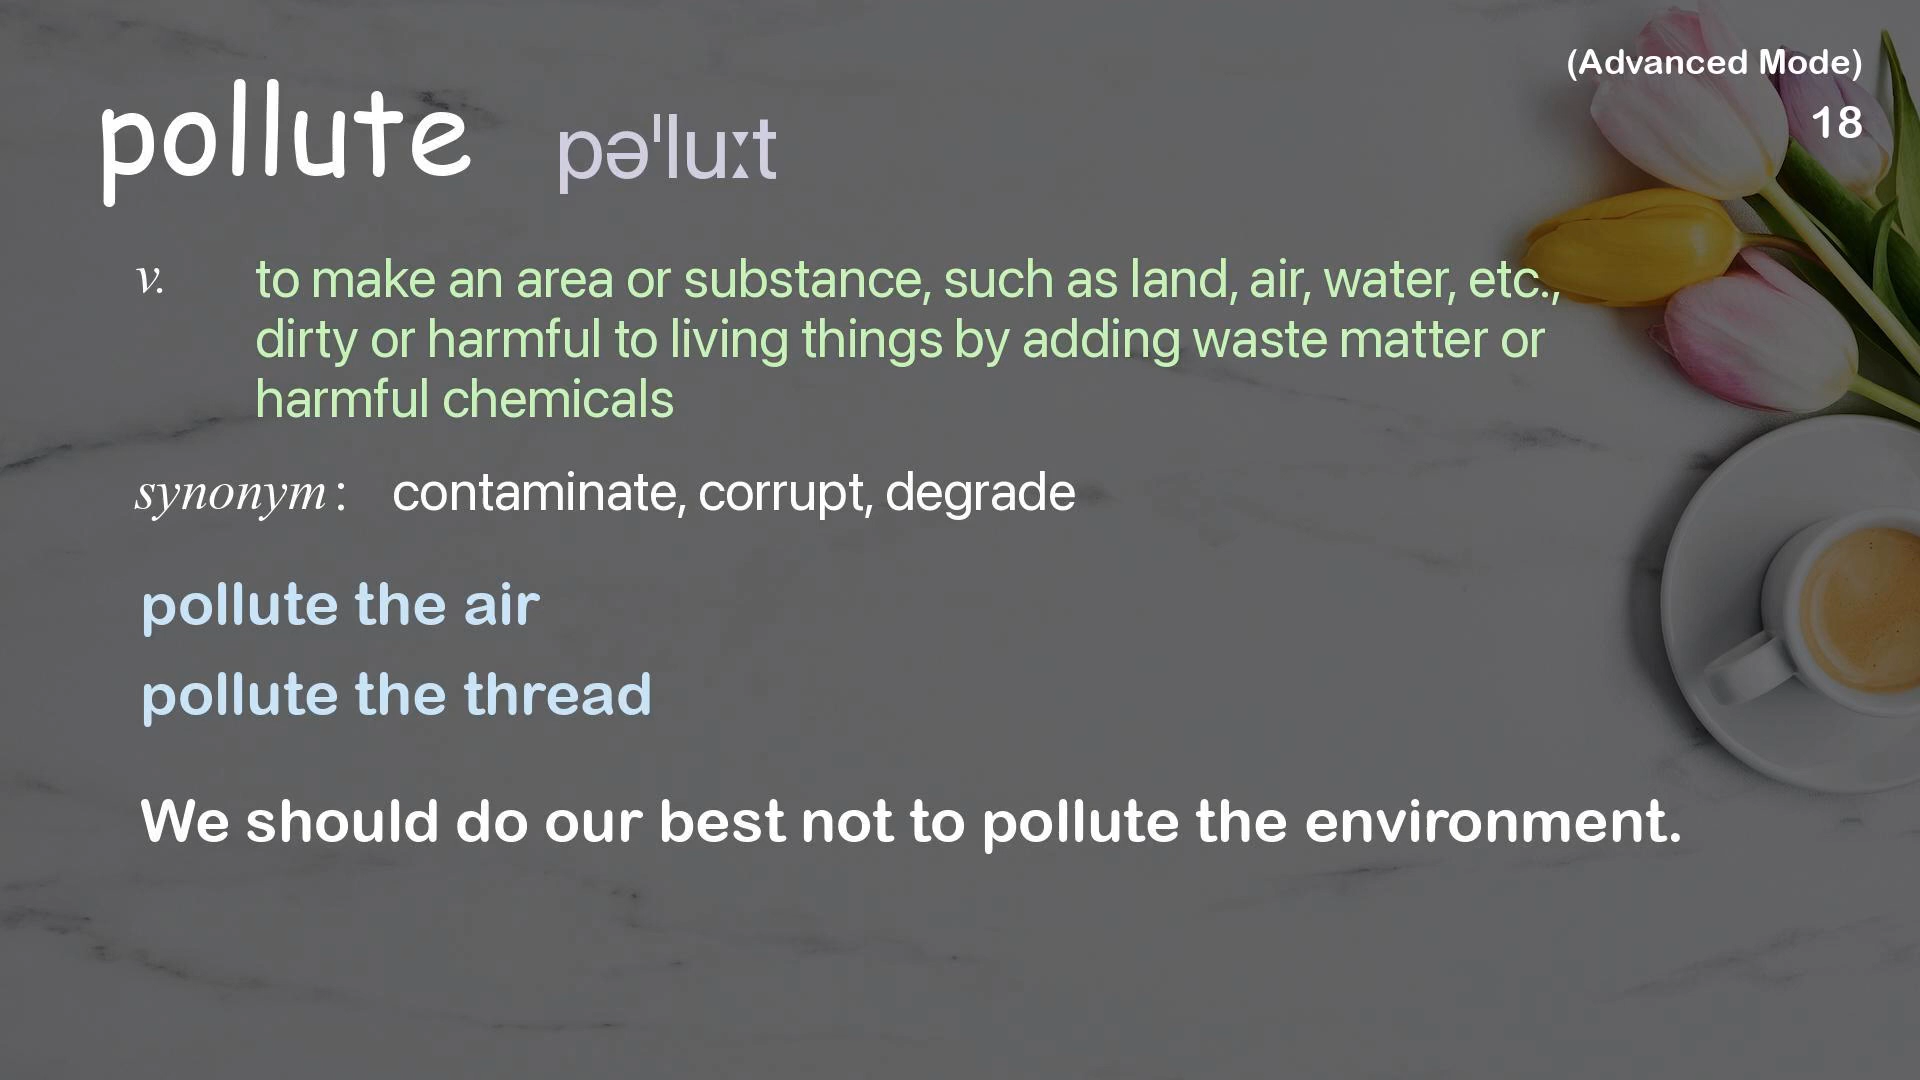 (Advanced Mode)
18
pollute pəˈluːt
v. to make an area or substance, such as land, air, water, etc.,
dirty or harmful to living things by adding waste matter or
harmful chemicals
synonym: contaminate, corrupt, degrade
pollute the air
pollute the thread
We should do our best not to pollute the environment.